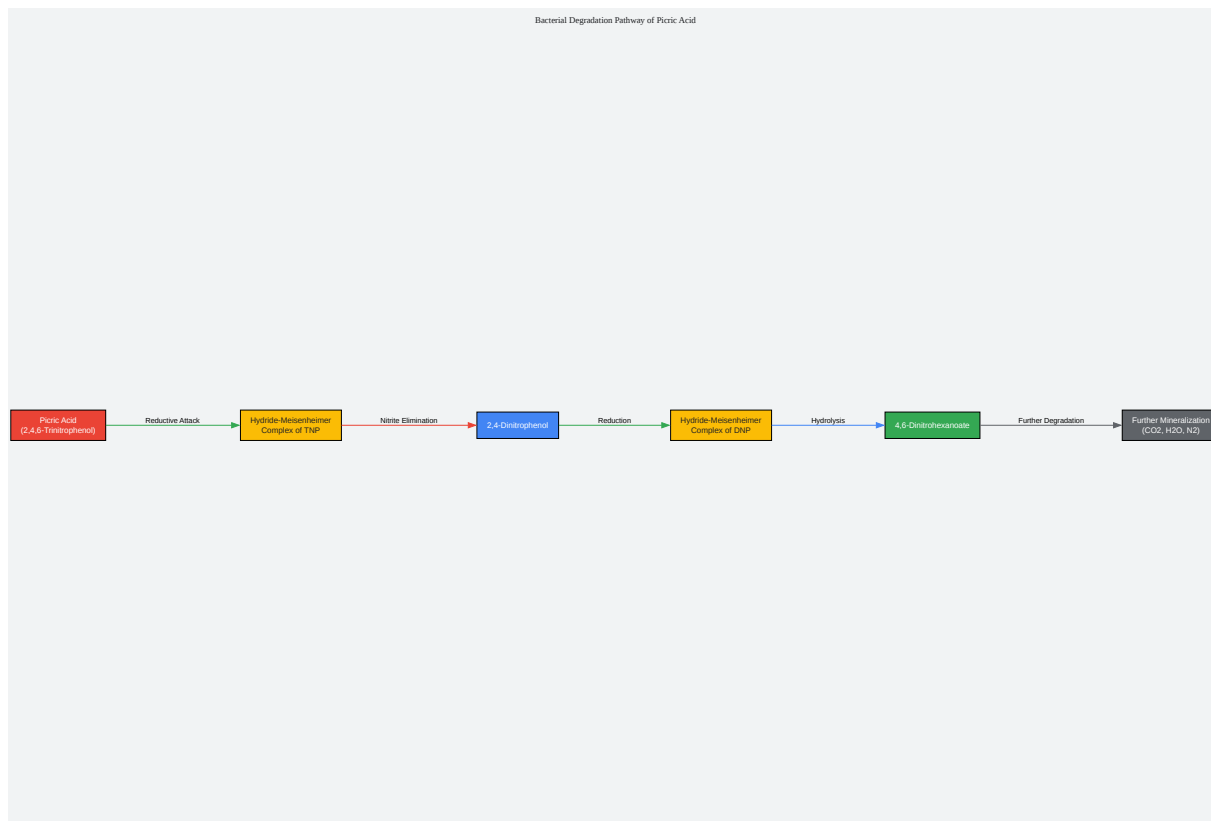 Bacterial Degradation Pathway of Picric Acid
Picric Acid
(2,4,6-Trinitrophenol)
Reductive Attack
Hydride-Meisenheimer
Complex of TNP
Nitrite Elimination
2,4-Dinitrophenol
Reduction
Hydride-Meisenheimer
Complex of DNP
Hydrolysis
4,6-Dinitrohexanoate
Further Degradation
Further Mineralization
(CO2, H2O, N2)